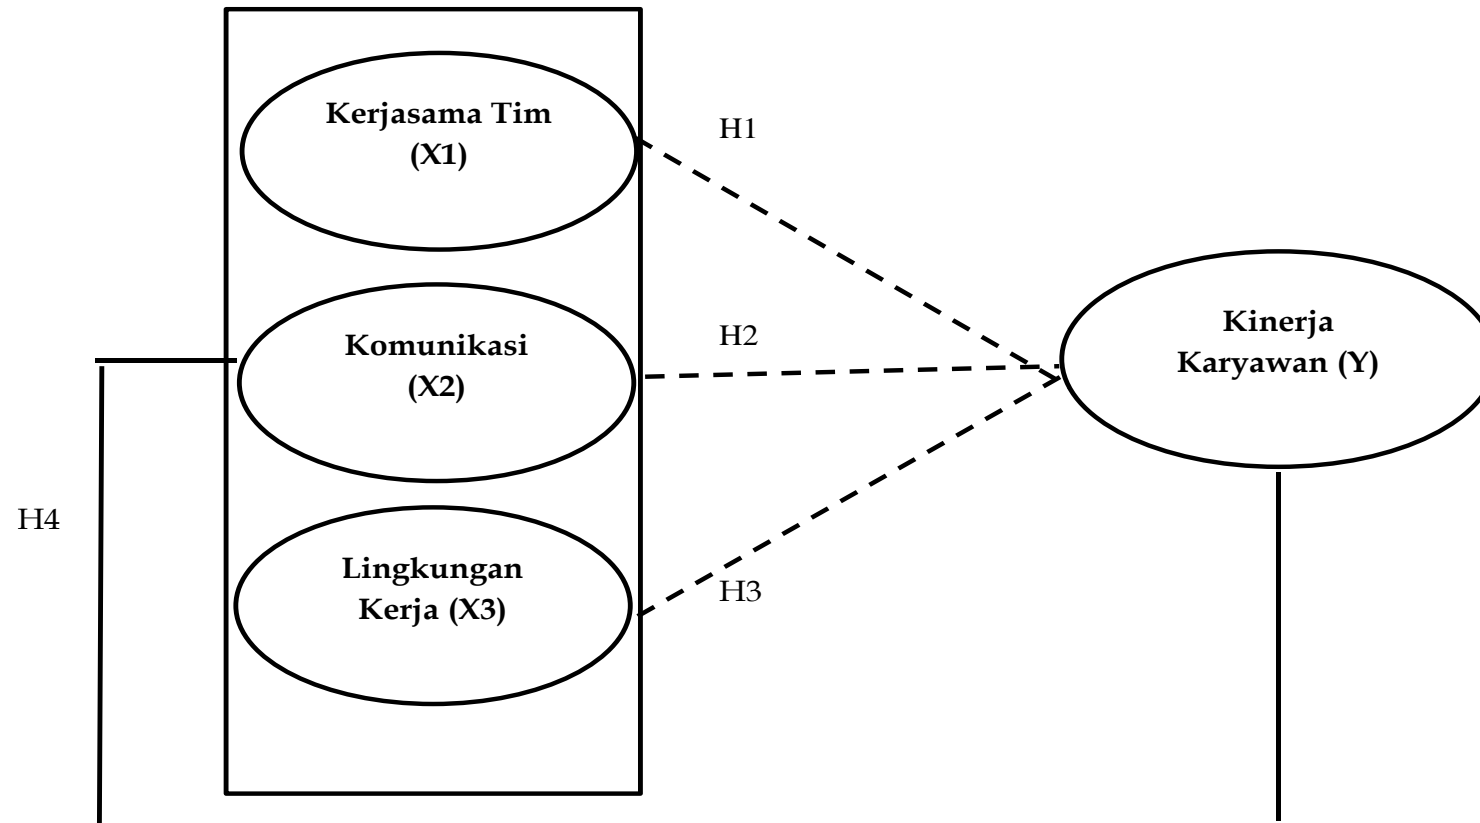 Kerjasama Tim
(X1)
H1
Komunikasi
(X2)
H2
Kinerja
Karyawan (Y)
H4
Lingkungan
Kerja (X3)
H3